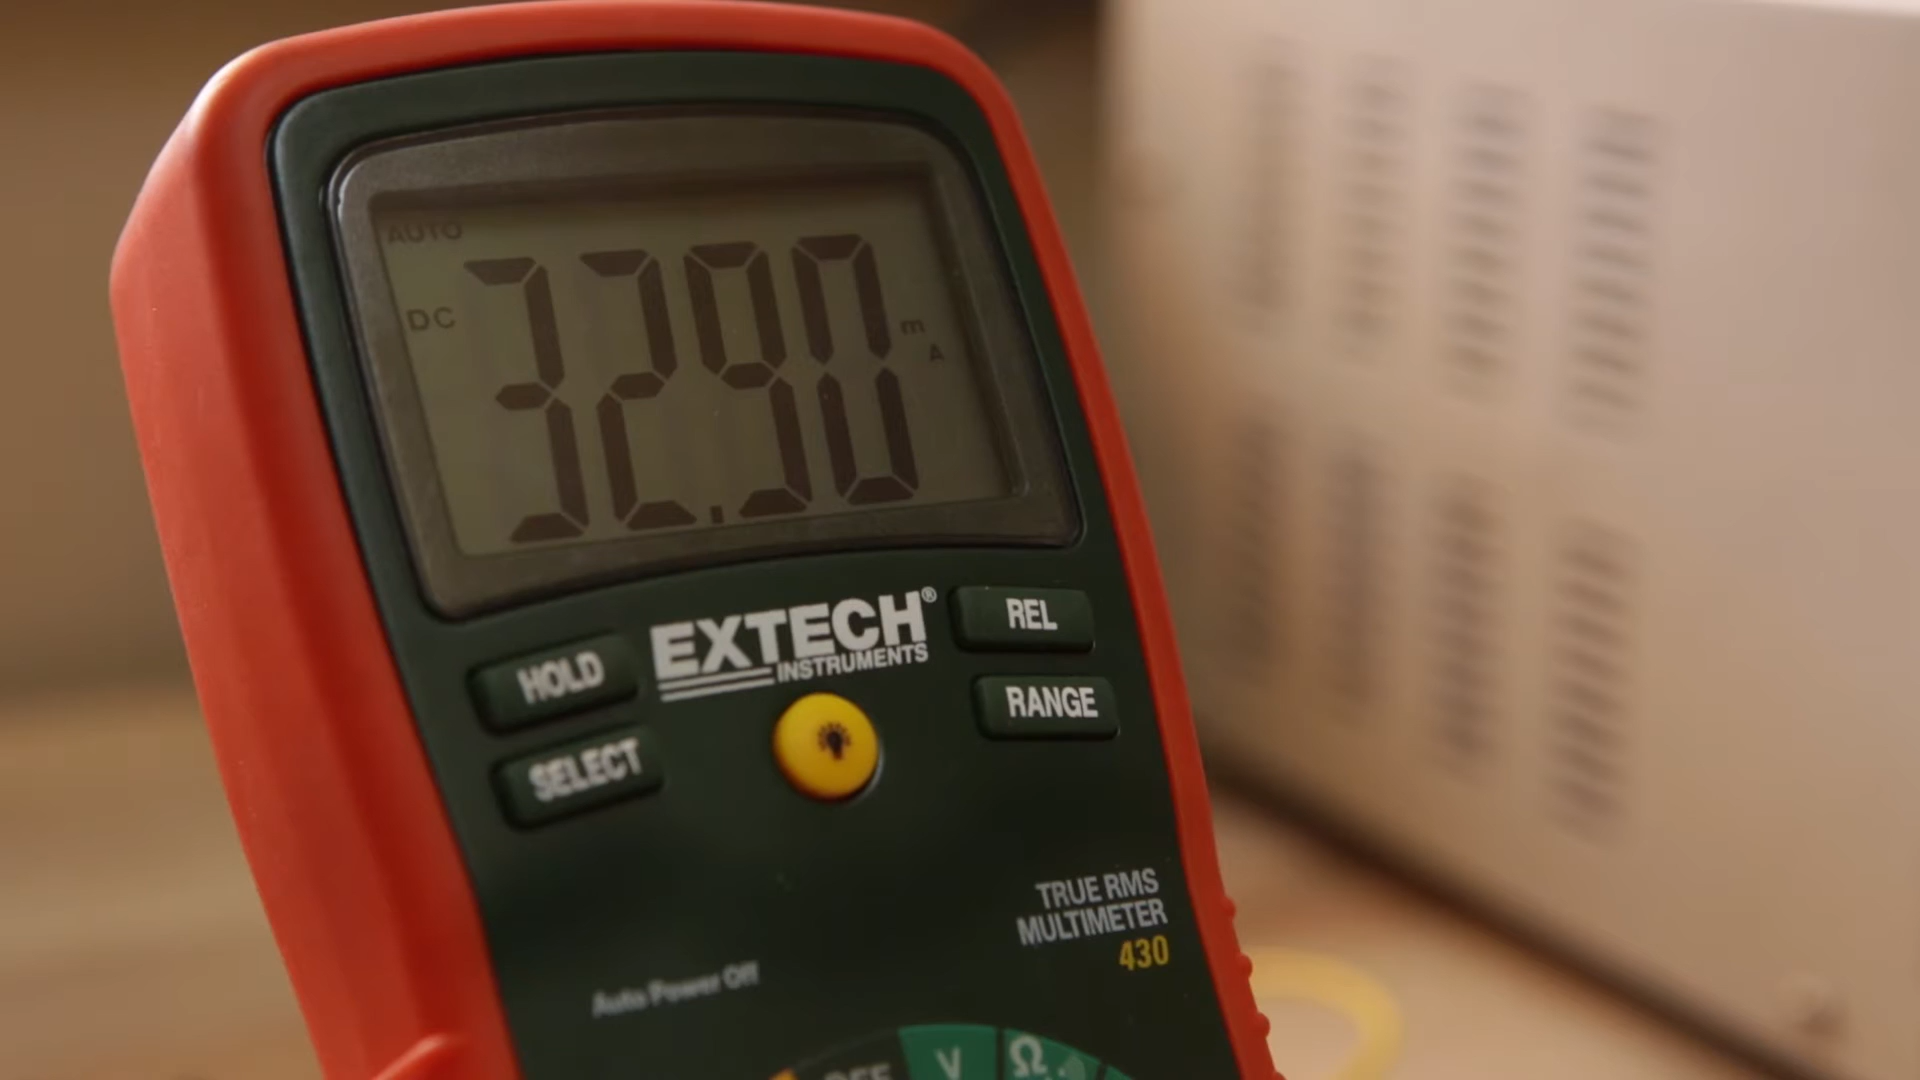 AUTO
DC
32.90
m
A
EXTECH®
INSTRUMENTS
HOLD
REL
SELECT
RANGE
TRUE RMS
MULTIMETER
430
Auto Power Off
OFF
V
Ω